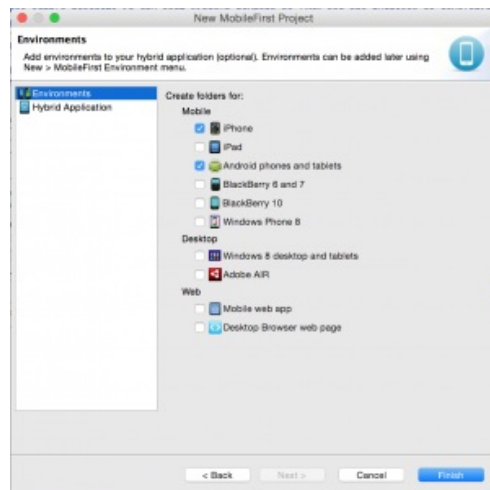 New MobileFirst Project
Environments
Add environments to your hybrid application (optional). Environments can be added later using
New > MobileFirst Environment menu.
Environments
Hybrid Application
Create folders for:
Mobile
iPhone
iPad
Android phones and tablets
BlackBerry 6 and 7
BlackBerry 10
Windows Phone 8
Desktop
Windows 8 desktop and tablets
Adobe AIR
Web
Mobile web app
Desktop Browser web page
< Back
Next >
Cancel
Finish